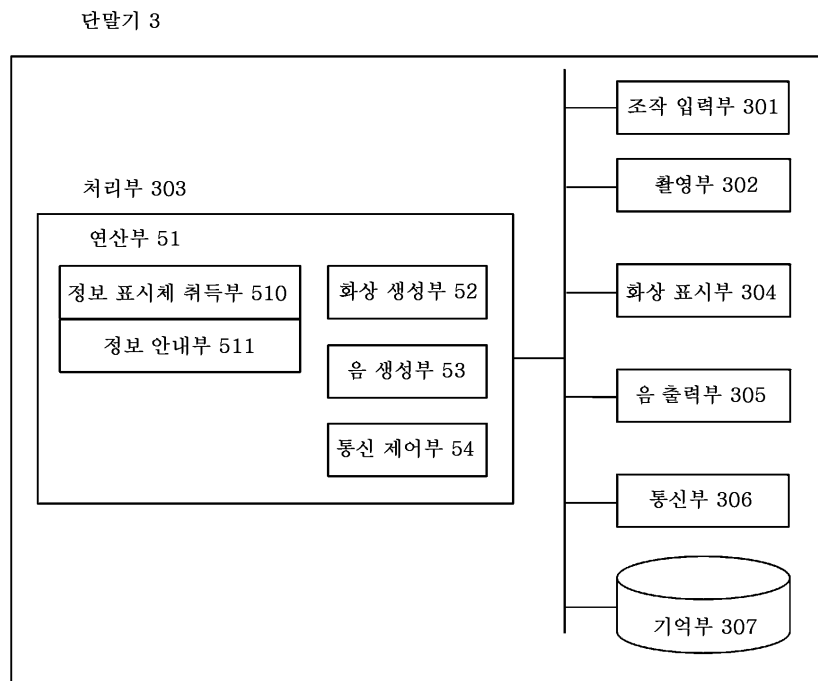 단말기 3
처리부 303
연산부 51
정보 표시체 취득부 510
정보 안내부 511
화상 생성부 52
음 생성부 53
통신 제어부 54
조작 입력부 301
촬영부 302
화상 표시부 304
음 출력부 305
통신부 306
기억부 307